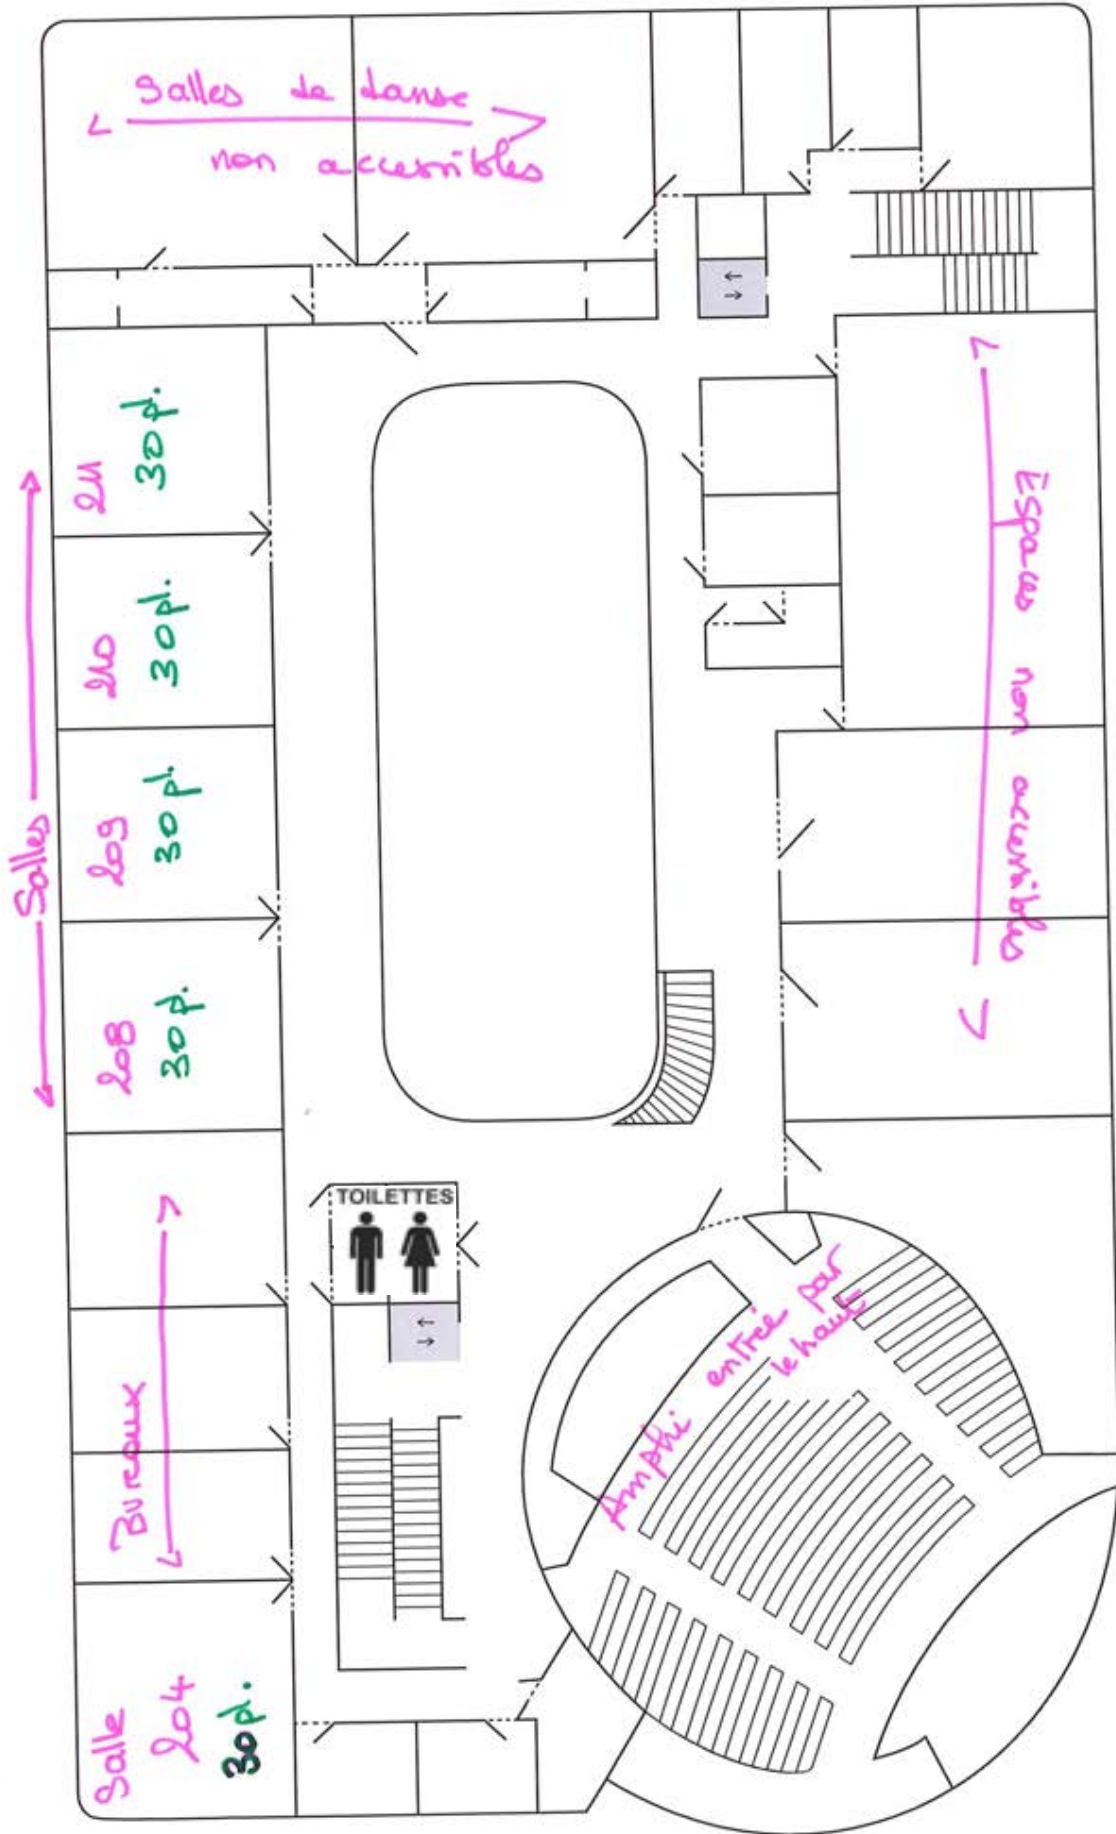 Salles de danse
non accessibles
211
30 pl.
210
30 pl.
209
30 pl.
208
30 pl.
Salles
Espaces non accessibles
TOILETTES
Amphi entrée par
le haut
Bureaux
Salle
204
30 pl.